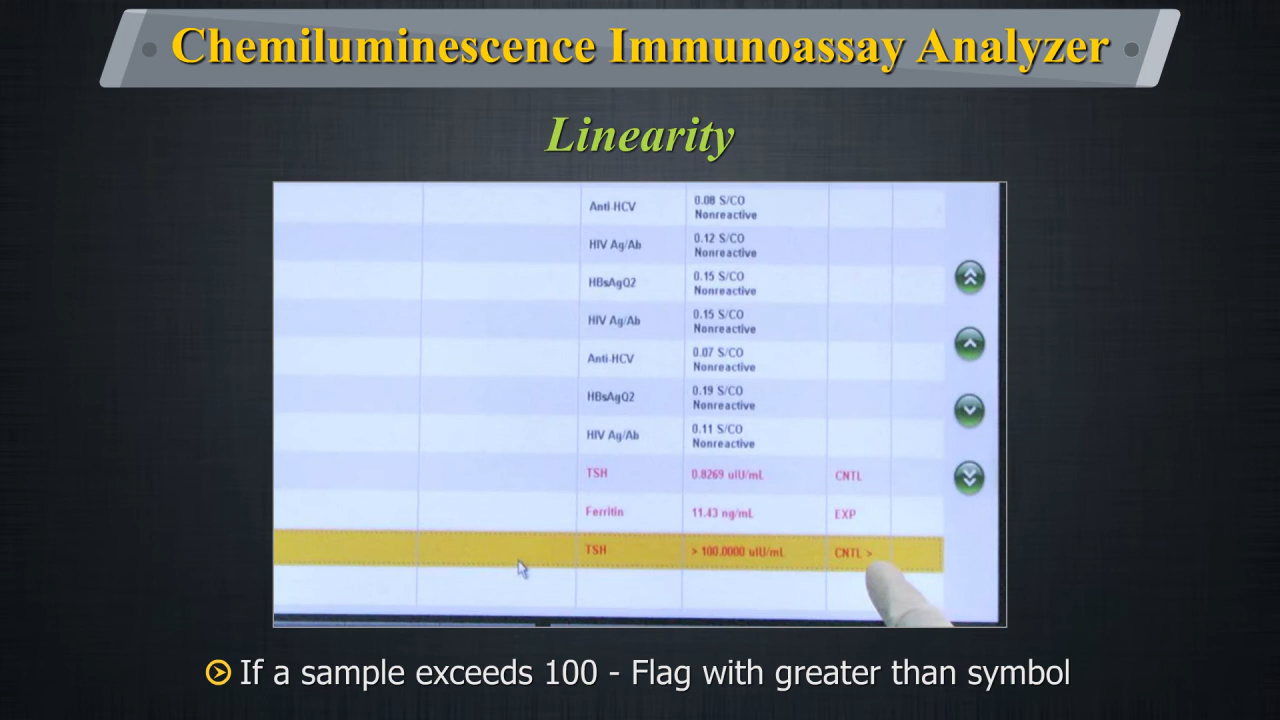 Chemiluminescence Immunoassay Analyzer
Linearity
Anti-HCV 0.08 S/CO
Nonreactive
HIV Ag/Ab 0.12 S/CO
Nonreactive
HBsAgQ2 0.15 S/CO
Nonreactive
HIV Ag/Ab 0.15 S/CO
Nonreactive
Anti-HCV 0.07 S/CO
Nonreactive
HBsAgQ2 0.19 S/CO
Nonreactive
HIV Ag/Ab 0.11 S/CO
Nonreactive
TSH 0.8269 uIU/mL CNTL
Ferritin 11.43 ng/mL EXP
TSH > 100.0000 uIU/mL CNTL >
If a sample exceeds 100 - Flag with greater than symbol